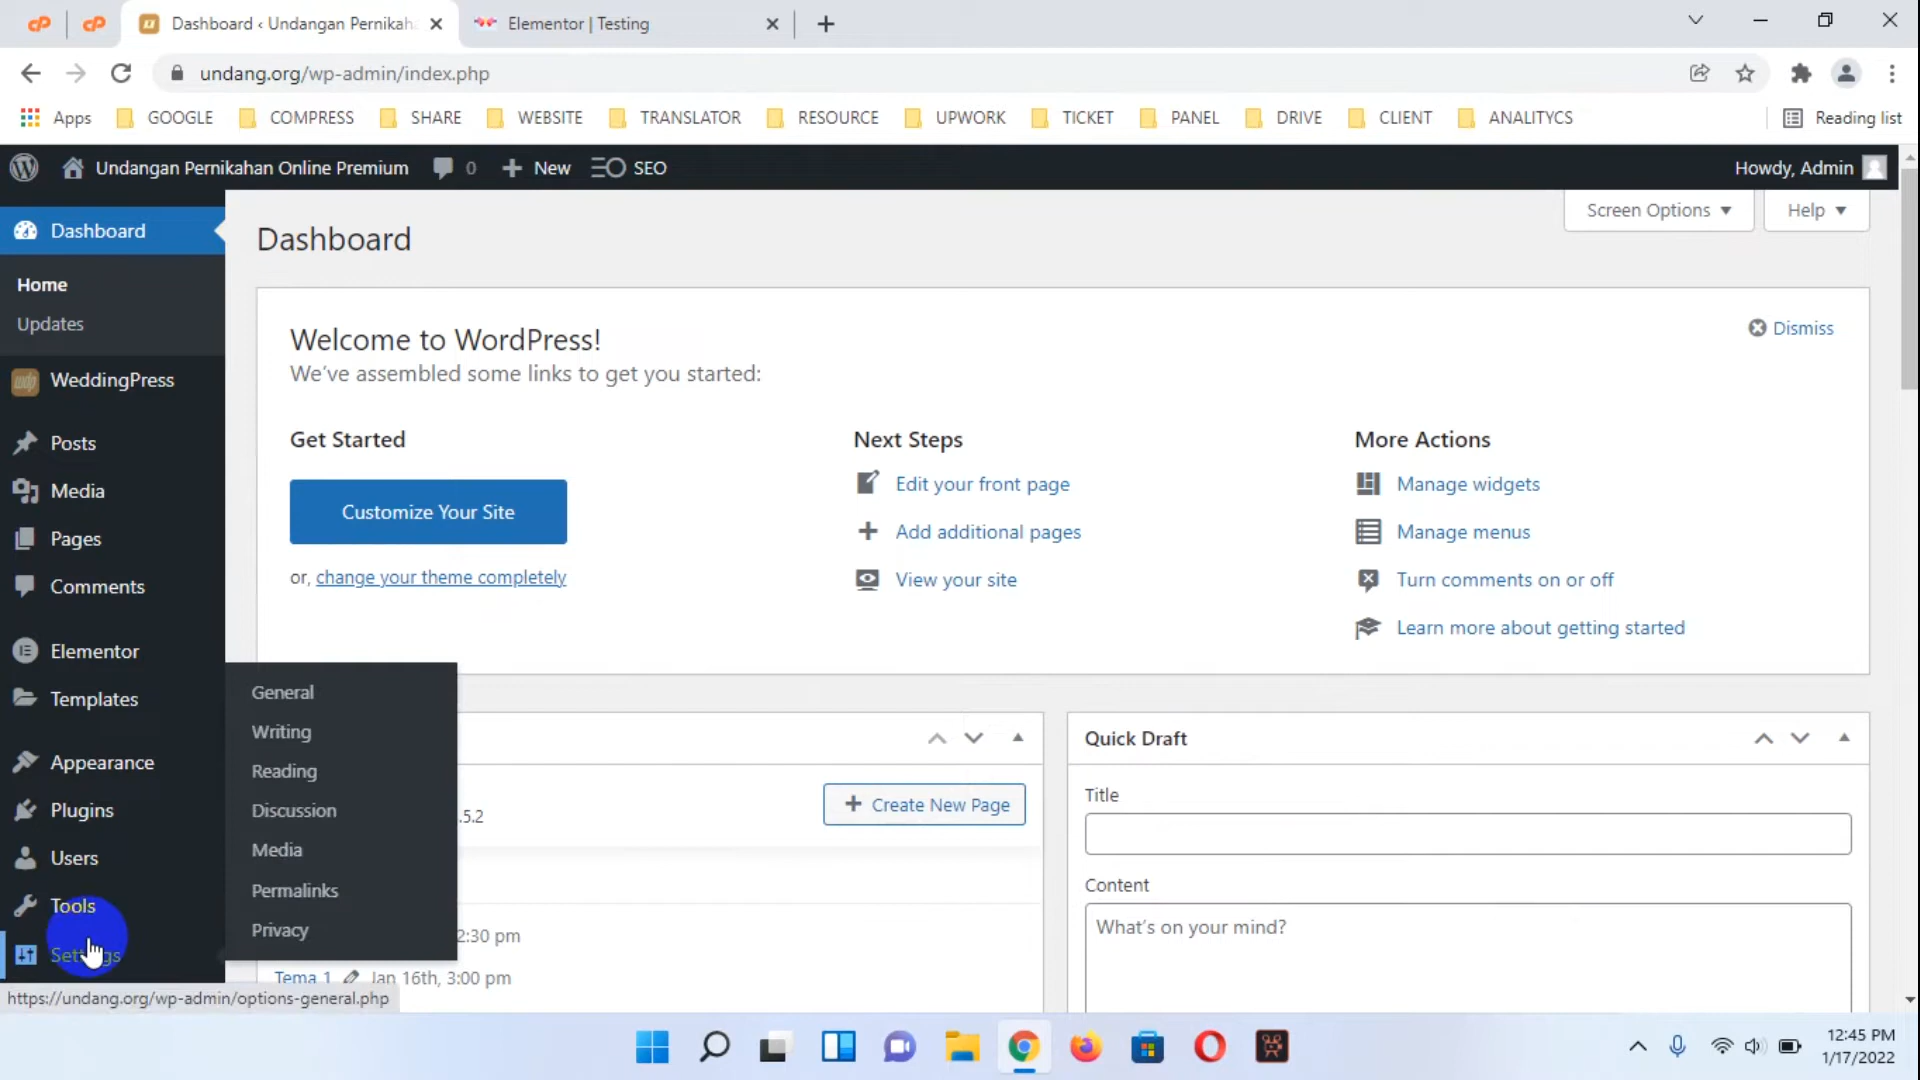 Dashboard ‹ Undangan Pernikah
Elementor | Testing
undang.org/wp-admin/index.php
Apps
GOOGLE
COMPRESS
SHARE
WEBSITE
TRANSLATOR
RESOURCE
UPWORK
TICKET
PANEL
DRIVE
CLIENT
ANALITYCS
Reading list
Undangan Pernikahan Online Premium
0
+ New
SEO
Howdy, Admin
Dashboard
Home
Updates
WeddingPress
Posts
Media
Pages
Comments
Elementor
Templates
Appearance
Plugins
Users
Tools
Settings
General
Writing
Reading
Discussion
Media
Permalinks
Privacy
Screen Options
Help
Dashboard
Welcome to WordPress!
We've assembled some links to get you started:
Dismiss
Get Started
Customize Your Site
or, change your theme completely
Next Steps
Edit your front page
Add additional pages
View your site
More Actions
Manage widgets
Manage menus
Turn comments on or off
Learn more about getting started
.5.2
+ Create New Page
2:30 pm
Tema 1
Jan 16th, 3:00 pm
Quick Draft
Title
Content
What's on your mind?
https://undang.org/wp-admin/options-general.php
12:45 PM
1/17/2022